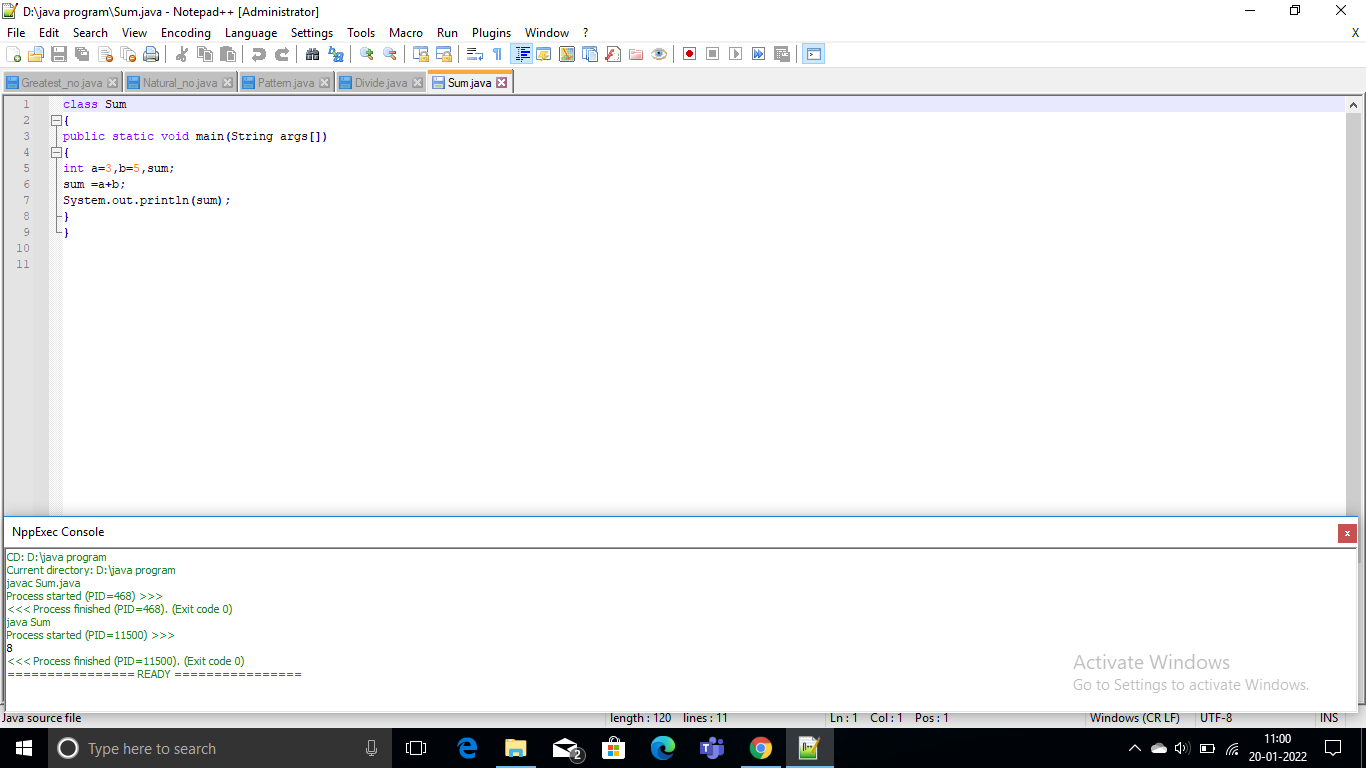 D:\java program\Sum.java - Notepad++ [Administrator]
File Edit Search View Encoding Language Settings Tools Macro Run Plugins Window ? X
Greatest_no.java Natural_no.java Pattern.java Divide.java Sum.java
1 class Sum
2 {
3 public static void main(String args[])
4 {
5 int a=3,b=5,sum;
6 sum =a+b;
7 System.out.println(sum);
8 }
9 }
10
11
NppExec Console
CD: D:\java program
Current directory: D:\java program
javac Sum.java
Process started (PID=468) >>>
<<< Process finished (PID=468). (Exit code 0)
java Sum
Process started (PID=11500) >>>
8
<<< Process finished (PID=11500). (Exit code 0)
================ READY ================
Activate Windows
Go to Settings to activate Windows.
Java source file length : 120 lines : 11 Ln : 1 Col : 1 Pos : 1 Windows (CR LF) UTF-8 INS
Type here to search 2 11:00
20-01-2022